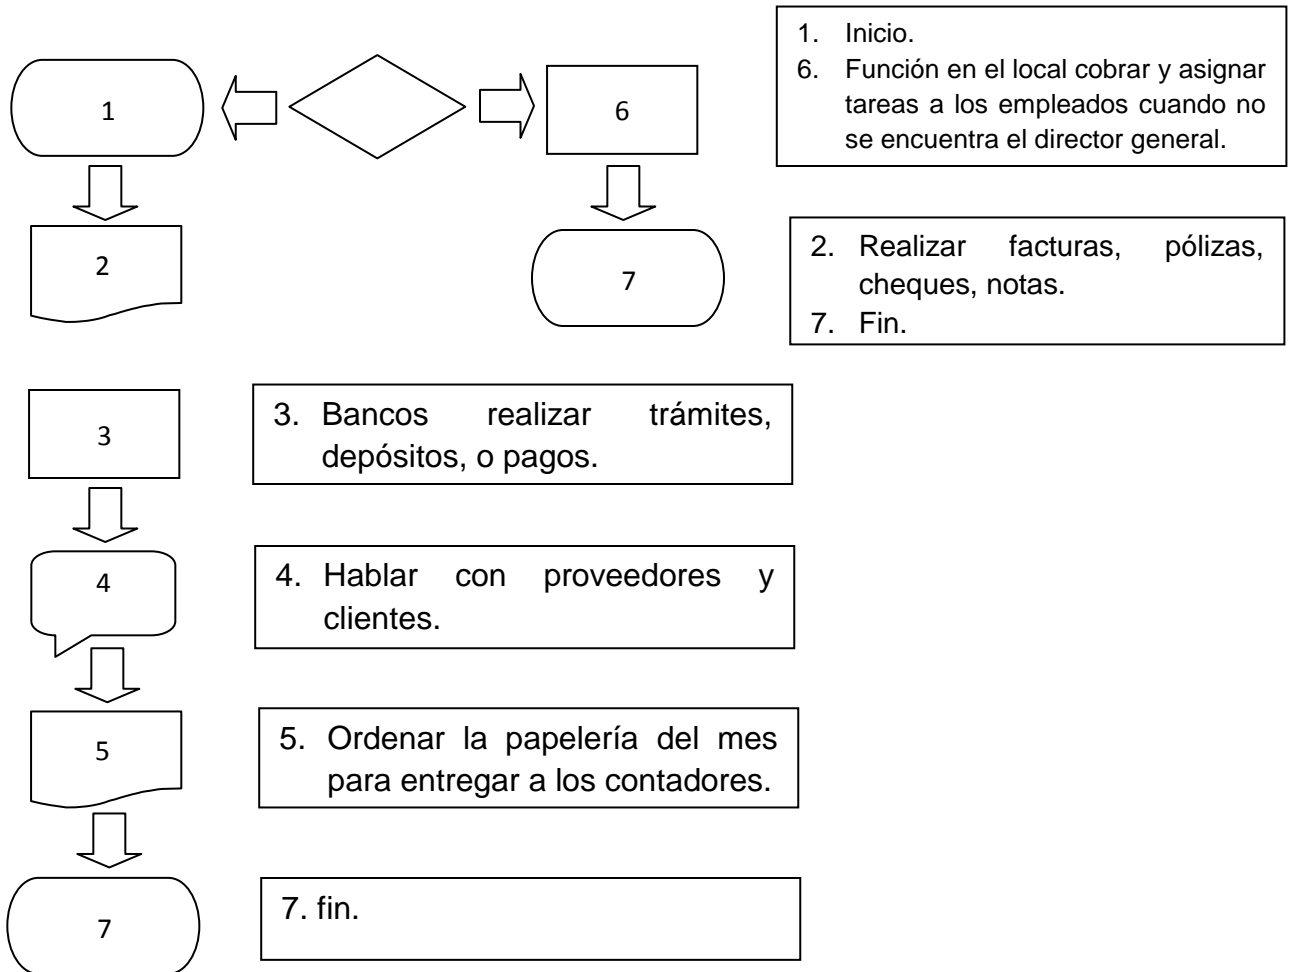 1
6
1. Inicio.
6. Función en el local cobrar y asignar
tareas a los empleados cuando no
se encuentra el director general.
2
7
2. Realizar facturas, pólizas,
cheques, notas.
7. Fin.
3
3. Bancos realizar trámites,
depósitos, o pagos.
4
4. Hablar con proveedores y
clientes.
5
5. Ordenar la papelería del mes
para entregar a los contadores.
7
7. fin.